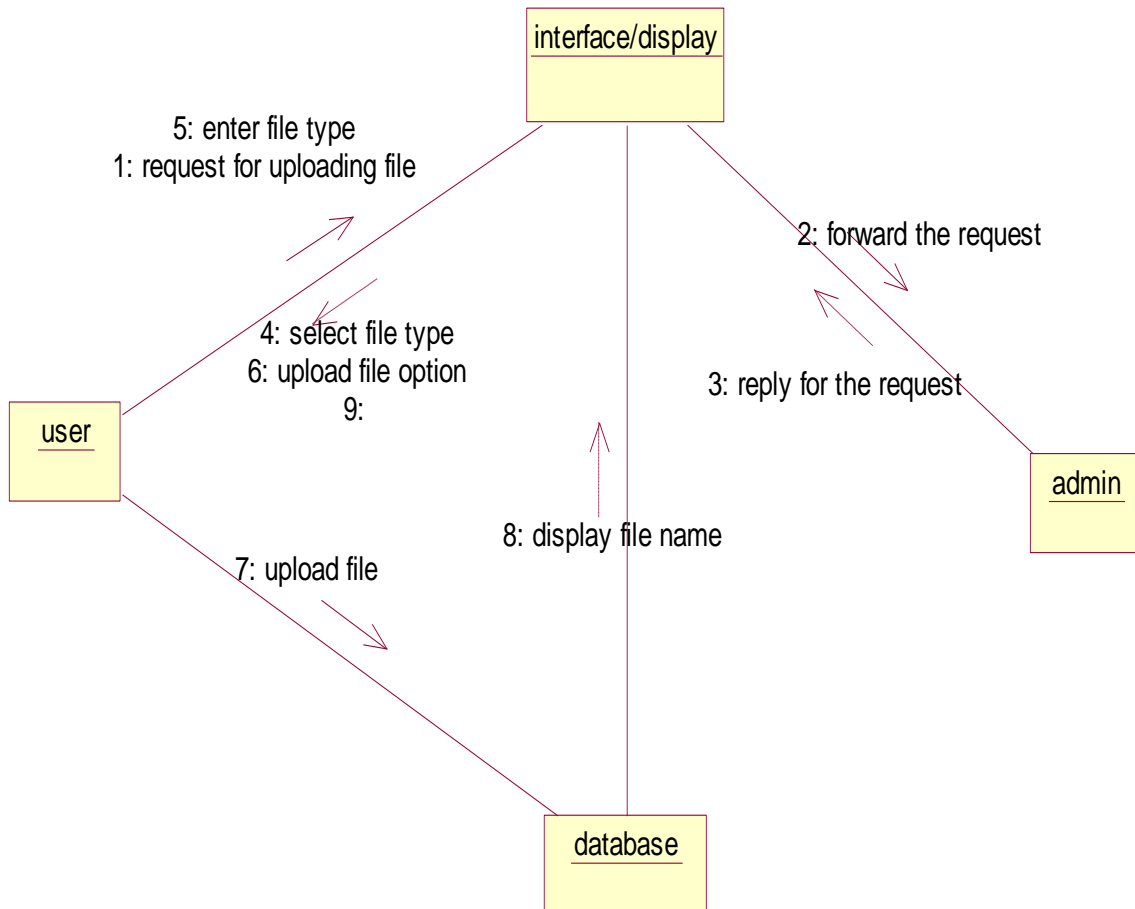 interface/display
5: enter file type
1: request for uploading file
2: forward the request
4: select file type
6: upload file option
9:
3: reply for the request
user
admin
8: display file name
7: upload file
database